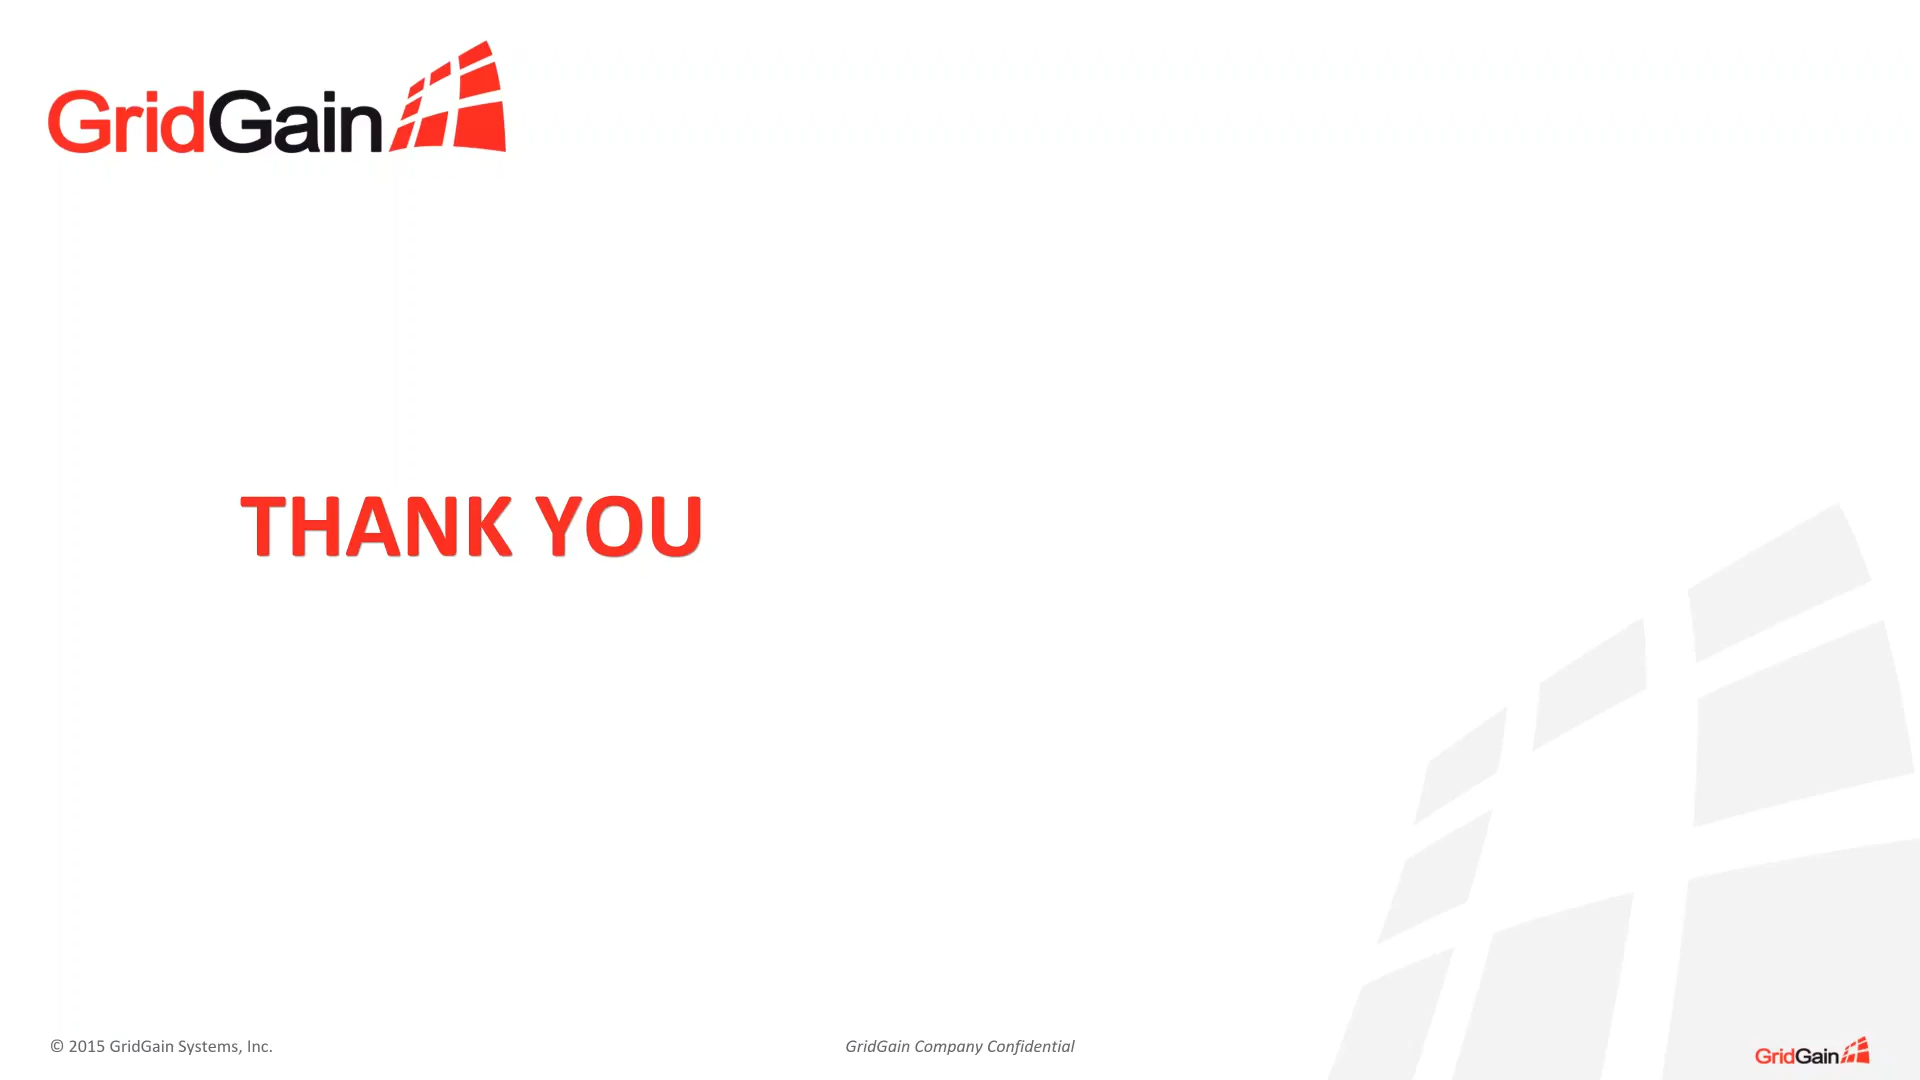 GridGain
THANK YOU
© 2015 GridGain Systems, Inc.
GridGain Company Confidential
GridGain